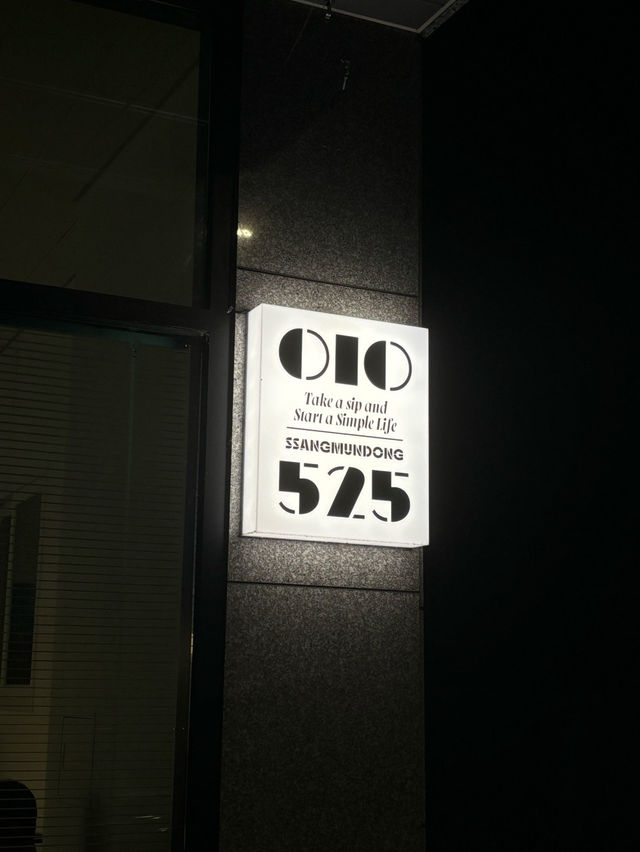 OIO
Take a sip and
Start a Simple Life
SSANGMUNDONG
525